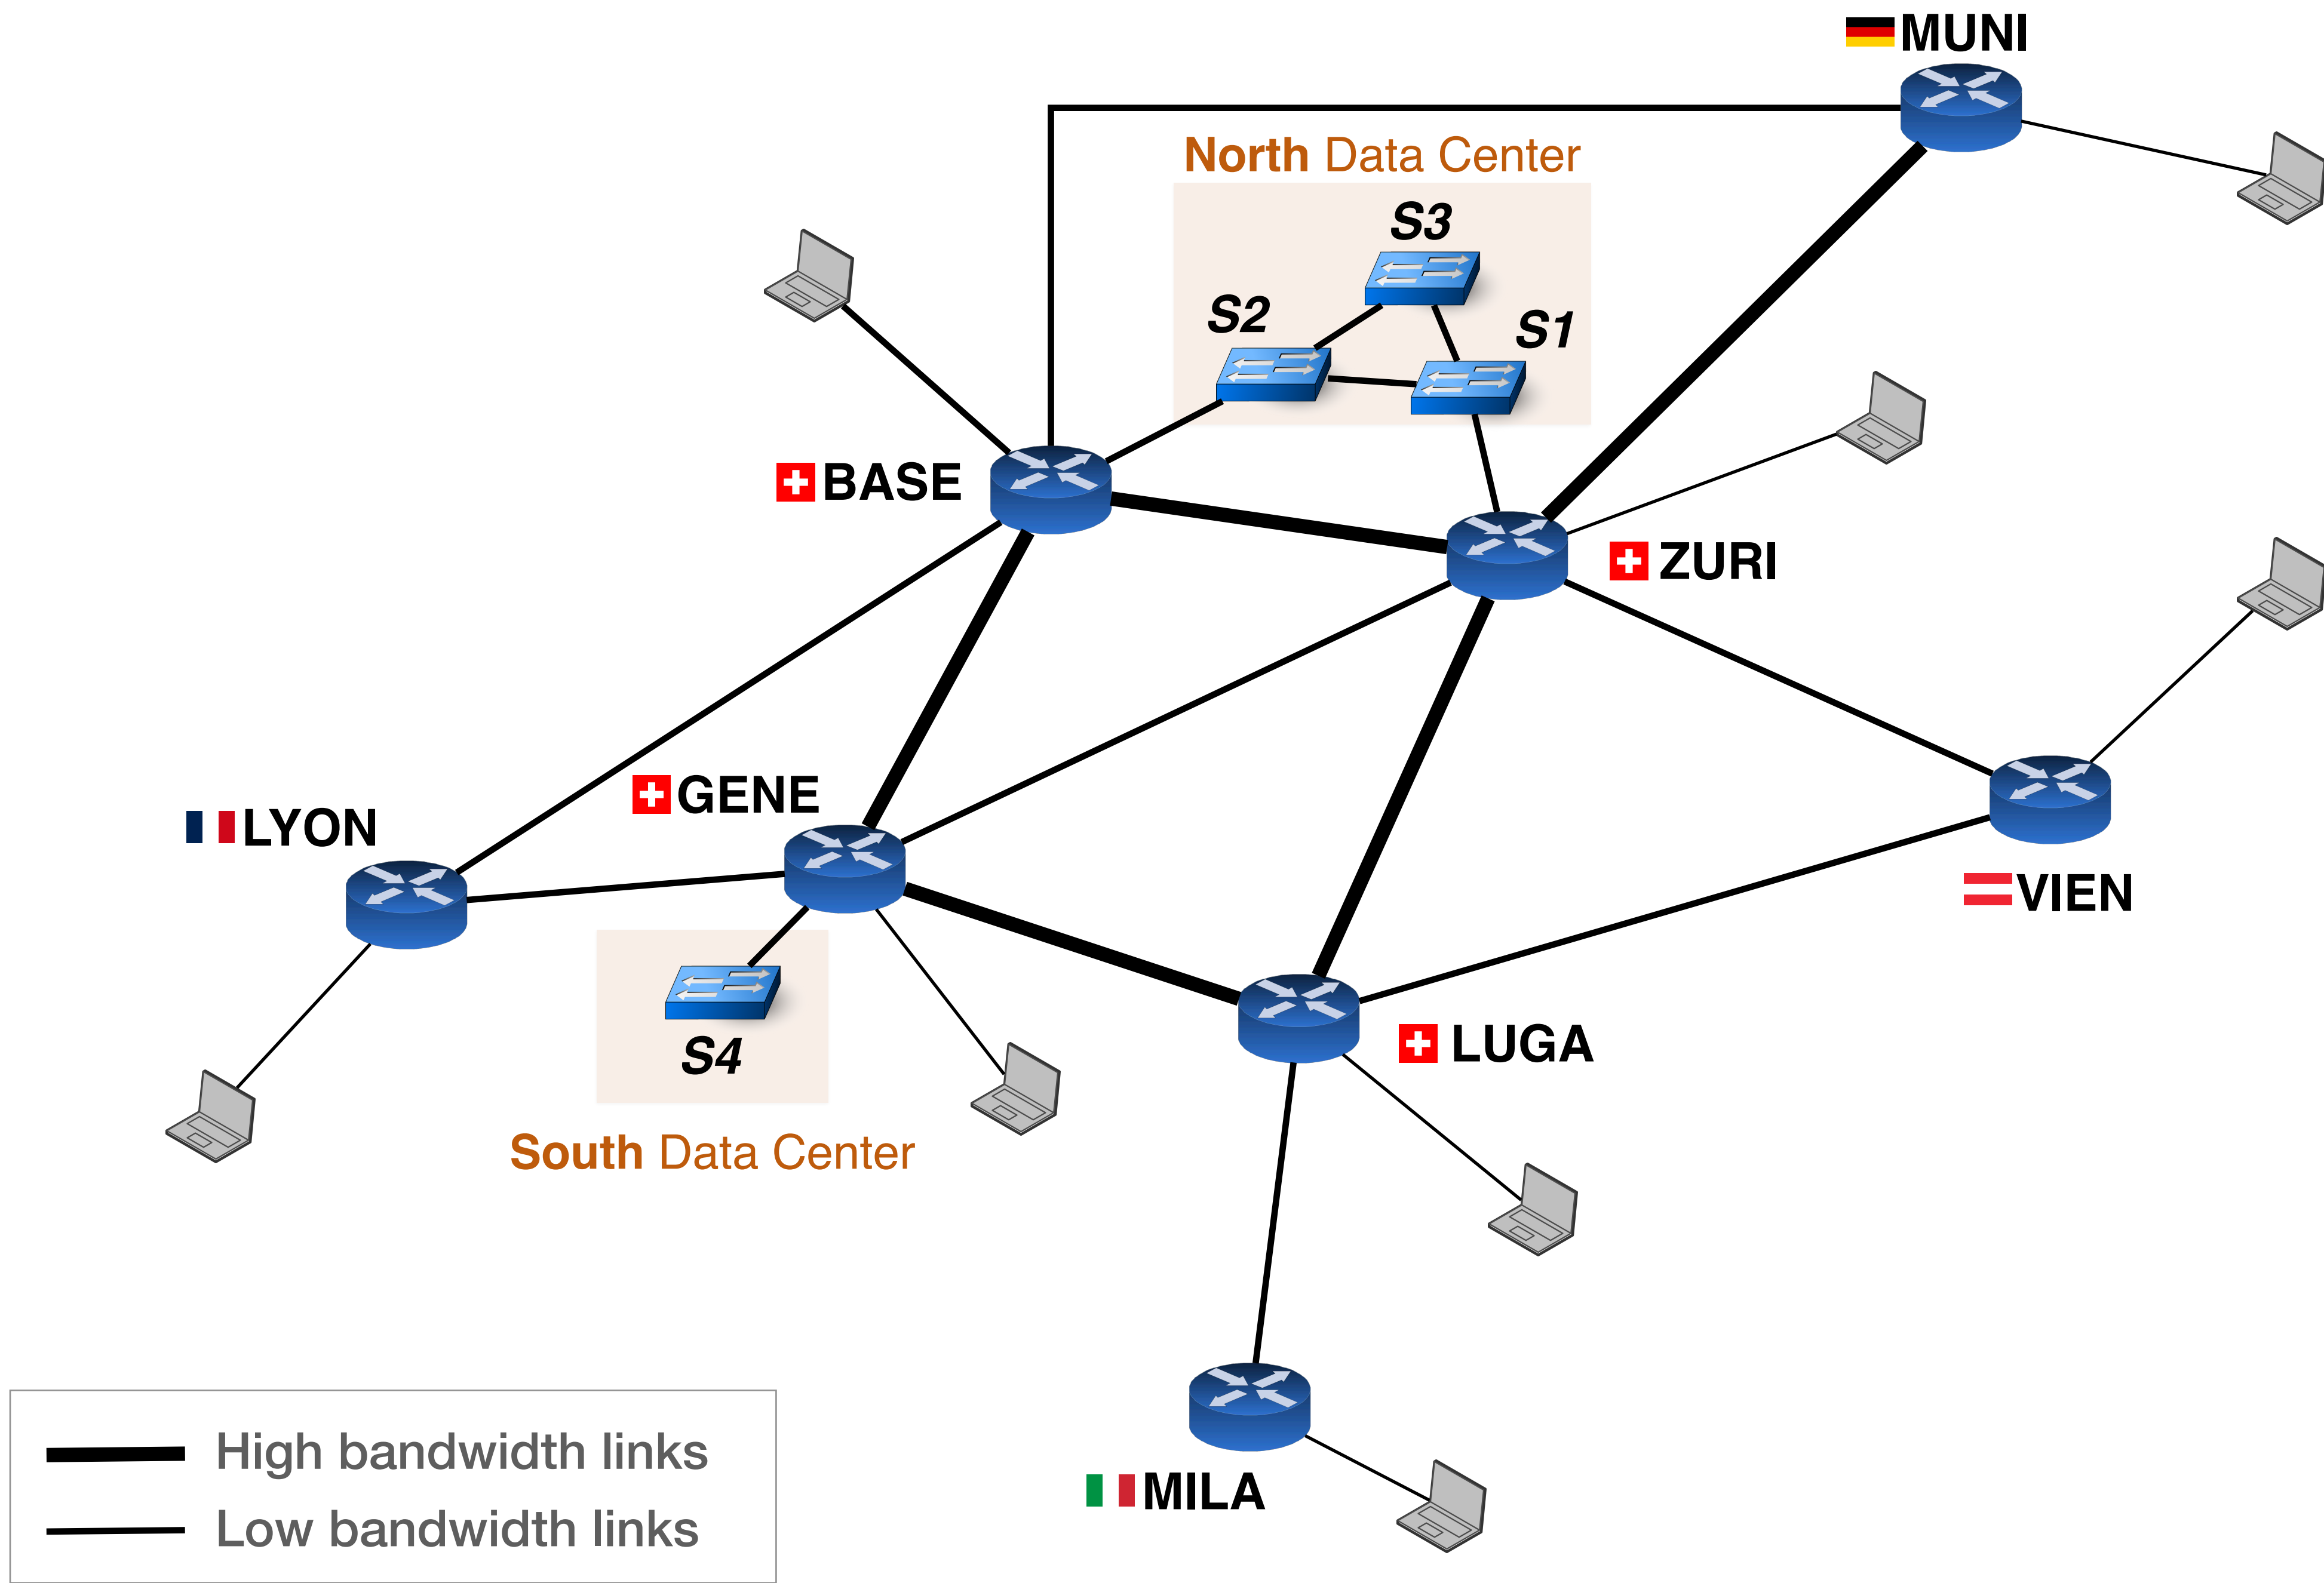 MUNI
North Data Center
S3
S2
S1
BASE
ZURI
GENE
LYON
VIEN
S4
LUGA
South Data Center
MILA
High bandwidth links
Low bandwidth links